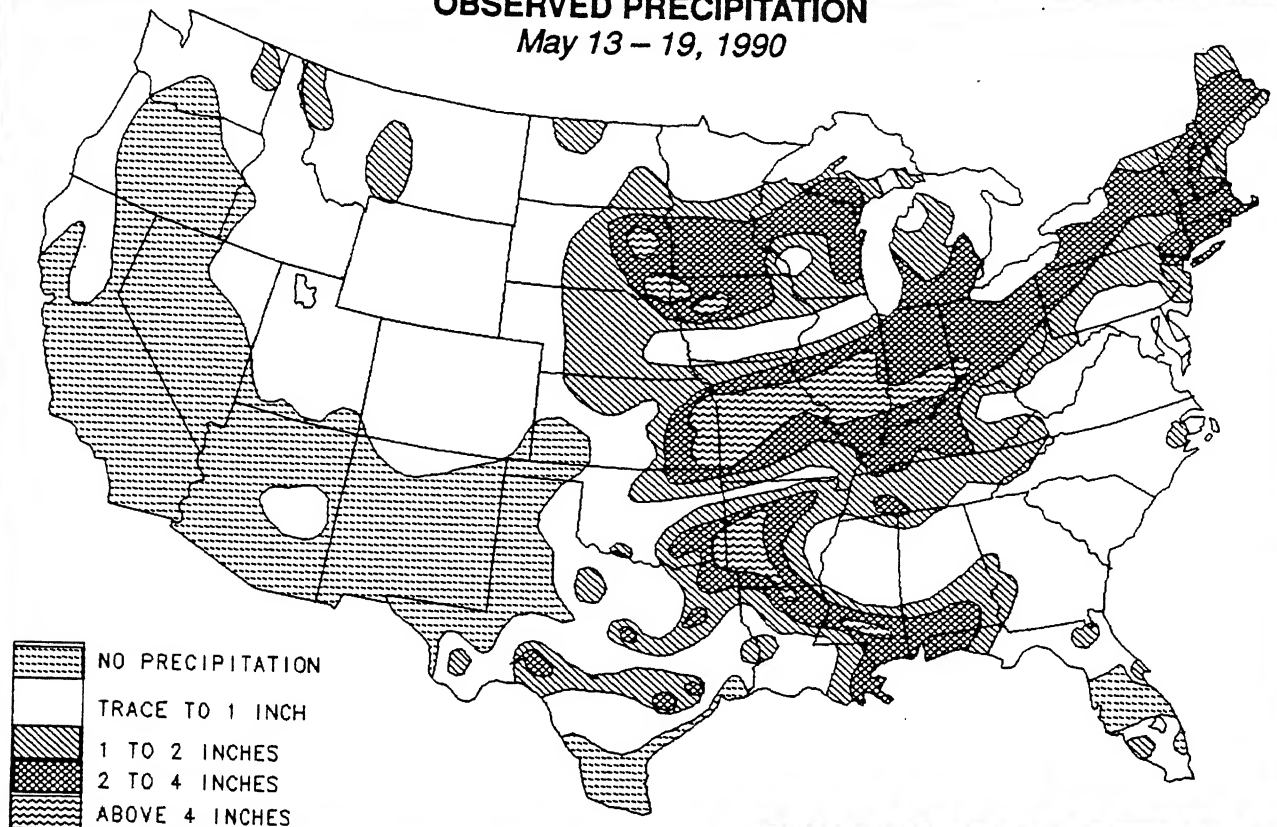 OBSERVED PRECIPITATION
May 13 – 19, 1990
NO PRECIPITATION
TRACE TO 1 INCH
1 TO 2 INCHES
2 TO 4 INCHES
ABOVE 4 INCHES